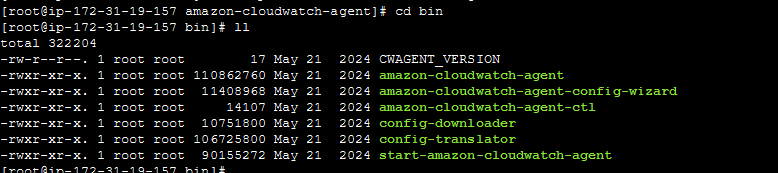 [root@ip-172-31-19-157 amazon-cloudwatch-agent]# cd bin
[root@ip-172-31-19-157 bin]# ll
total 322204
-rw-r--r--. 1 root root        17 May 21  2024 CWAGENT_VERSION
-rwxr-xr-x. 1 root root 110862760 May 21  2024 amazon-cloudwatch-agent
-rwxr-xr-x. 1 root root  11408968 May 21  2024 amazon-cloudwatch-agent-config-wizard
-rwxr-xr-x. 1 root root     14107 May 21  2024 amazon-cloudwatch-agent-ctl
-rwxr-xr-x. 1 root root  10751800 May 21  2024 config-downloader
-rwxr-xr-x. 1 root root 106725800 May 21  2024 config-translator
-rwxr-xr-x. 1 root root  90155272 May 21  2024 start-amazon-cloudwatch-agent
[root@ip-172-31-19-157 bin]#